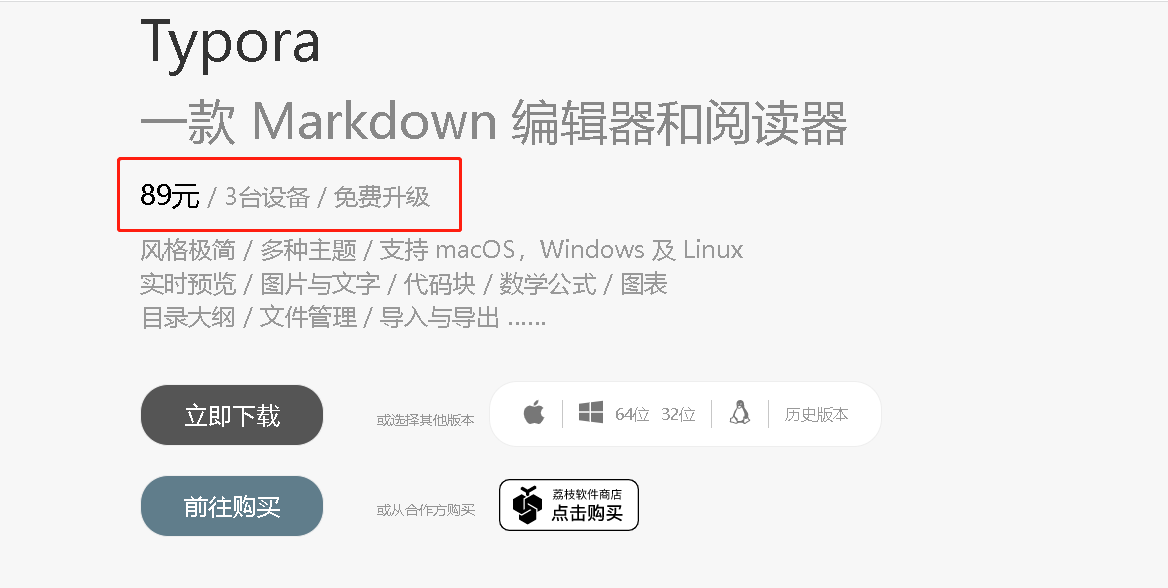 Typora
一款 Markdown 编辑器和阅读器
89元 / 3台设备 / 免费升级
风格极简 / 多种主题 / 支持 macOS，Windows 及 Linux
实时预览 / 图片与文字 / 代码块 / 数学公式 / 图表
目录大纲 / 文件管理 / 导入与导出 ......
立即下载 或选择其他版本 64位 32位 历史版本
前往购买 或从合作方购买 荔枝软件商店
点击购买